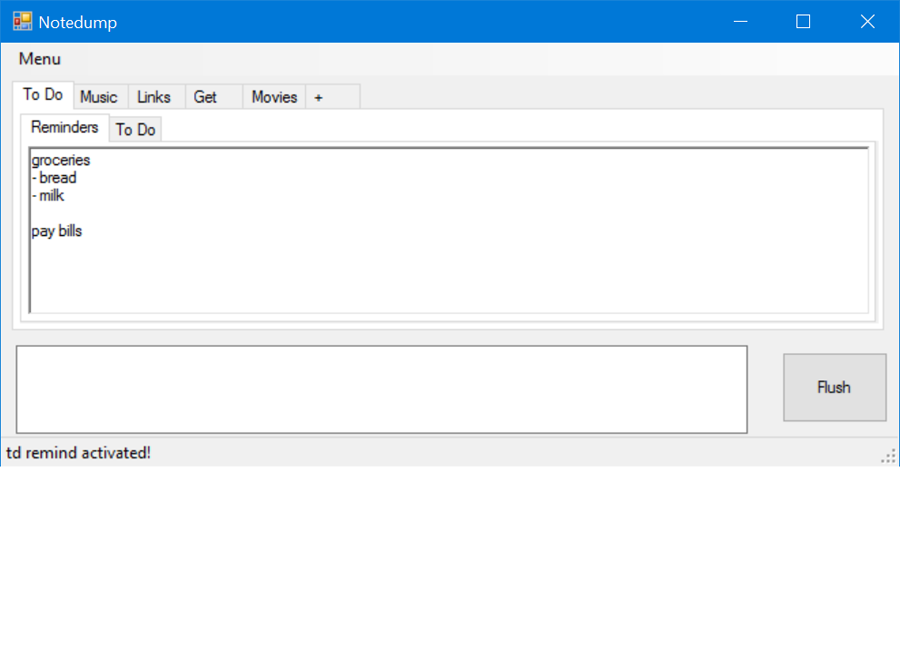 Notedump
Menu
To Do Music Links Get Movies +
Reminders To Do
groceries
- bread
- milk
pay bills
Flush
td remind activated!